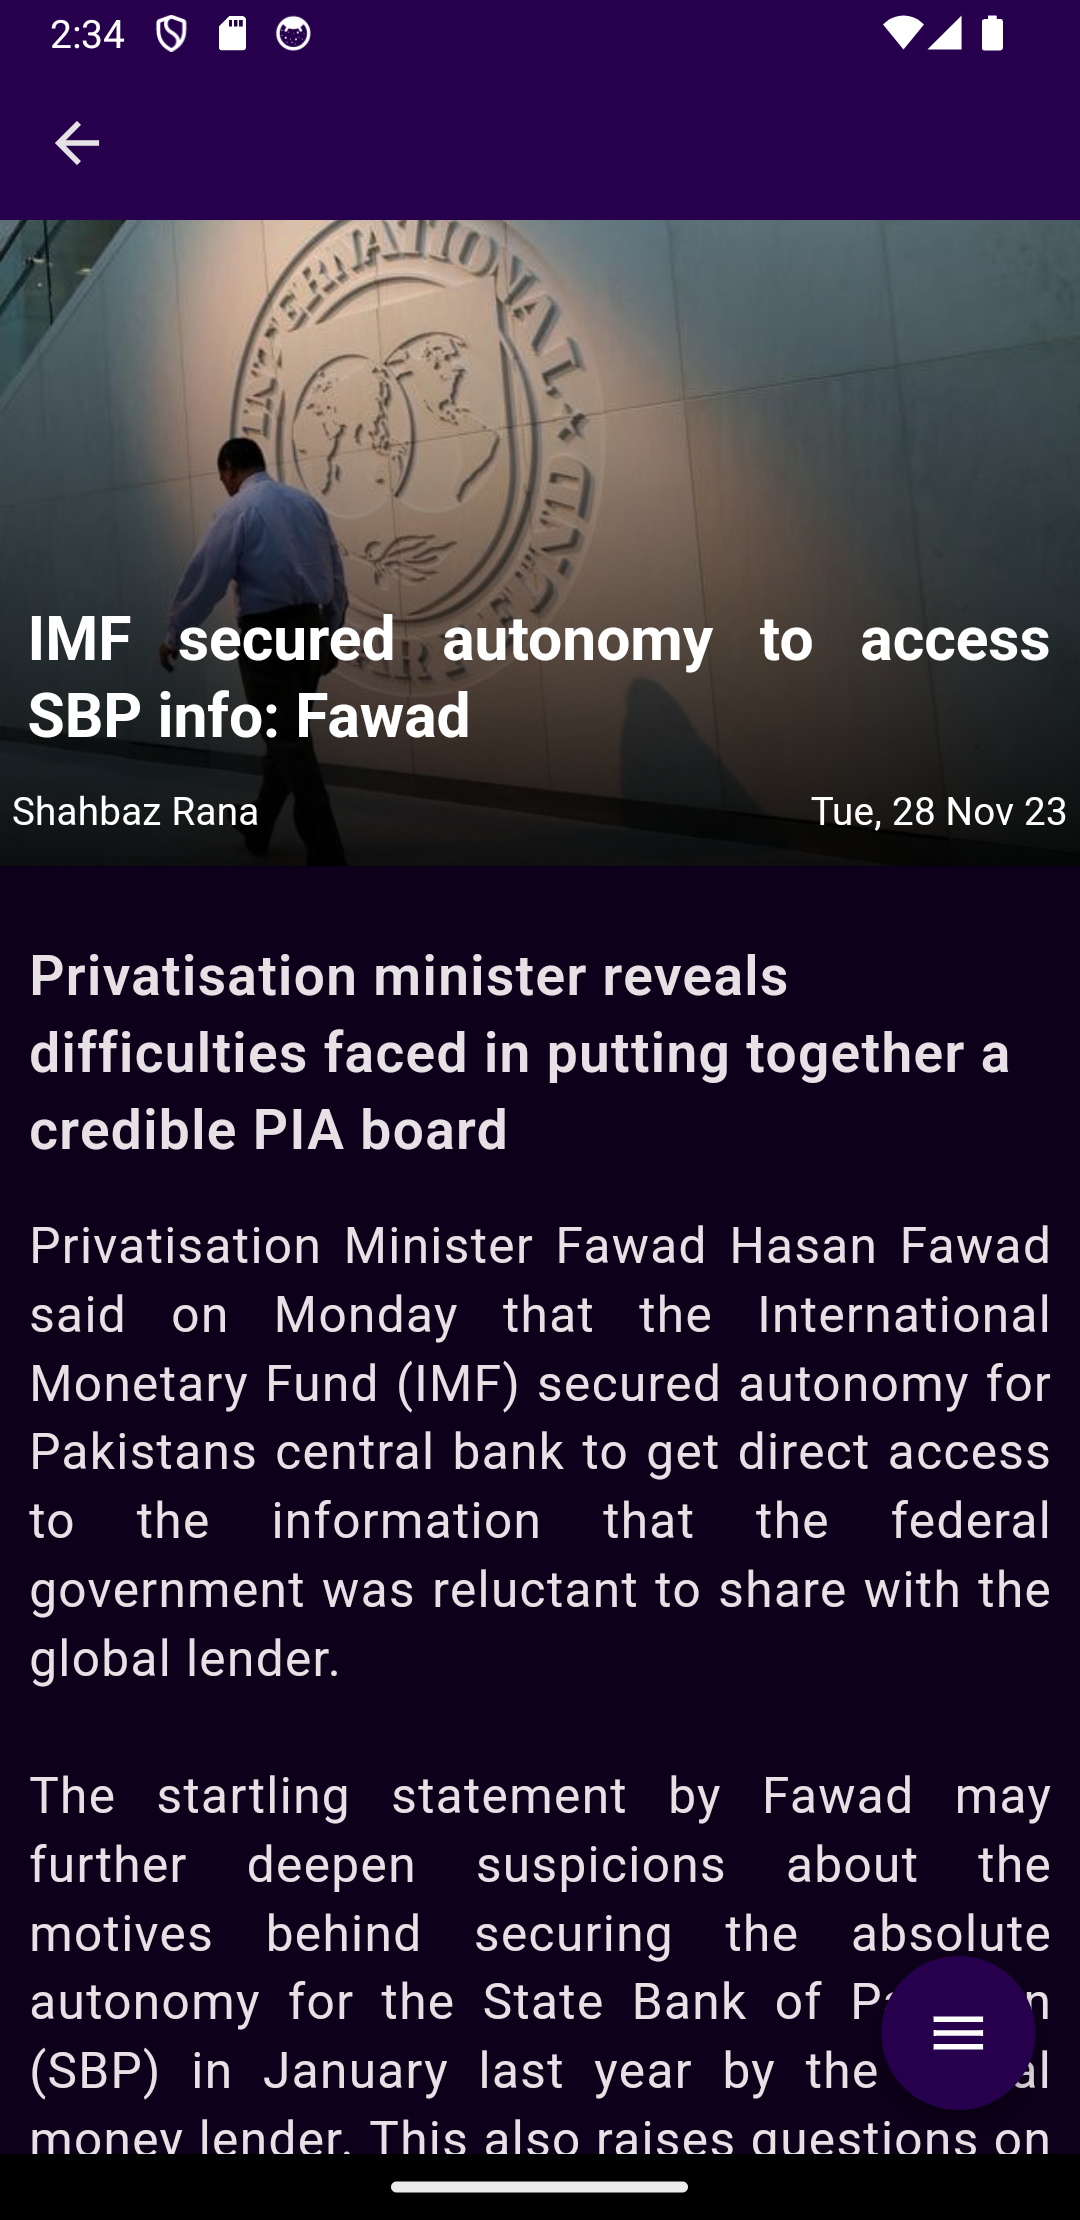 2:34
INTERNATIONAL
IMF secured autonomy to access
SBP info: Fawad
Shahbaz Rana
Tue, 28 Nov 23
Privatisation minister reveals
difficulties faced in putting together a
credible PIA board
Privatisation Minister Fawad Hasan Fawad
said on Monday that the International
Monetary Fund (IMF) secured autonomy for
Pakistans central bank to get direct access
to the information that the federal
government was reluctant to share with the
global lender.
The startling statement by Fawad may
further deepen suspicions about the
motives behind securing the absolute
autonomy for the State Bank of
(SBP) in January last year by the
money lender. This also raises questions on